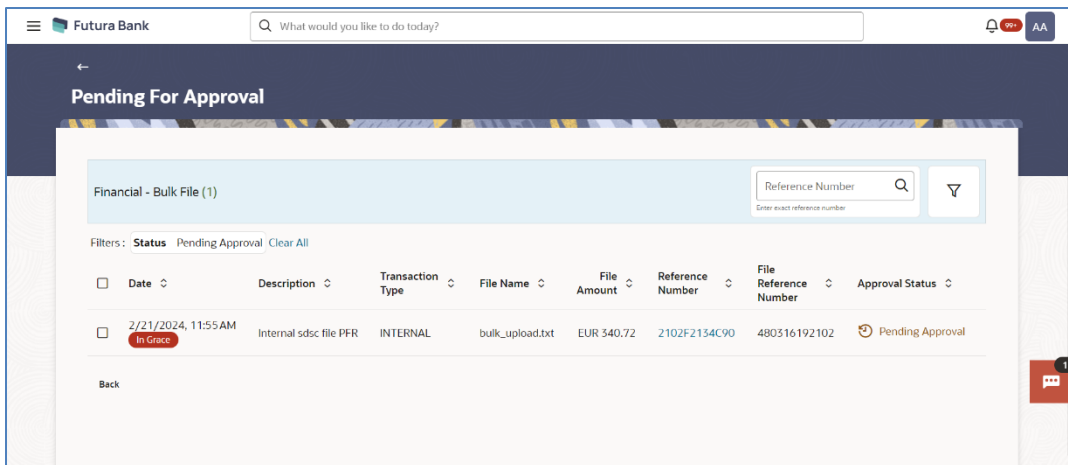 Futura Bank
What would you like to do today?
99+
AA
Pending For Approval
Financial - Bulk File (1)
Reference Number
Enter exact reference number
Filters : Status Pending Approval Clear All
Date
Description
Transaction Type
File Name
File Amount
Reference Number
File Reference Number
Approval Status
2/21/2024, 11:55 AM
In Grace
Internal sdsc file PFR
INTERNAL
bulk_upload.txt
EUR 340.72
2102F2134C90
480316192102
Pending Approval
1
Back